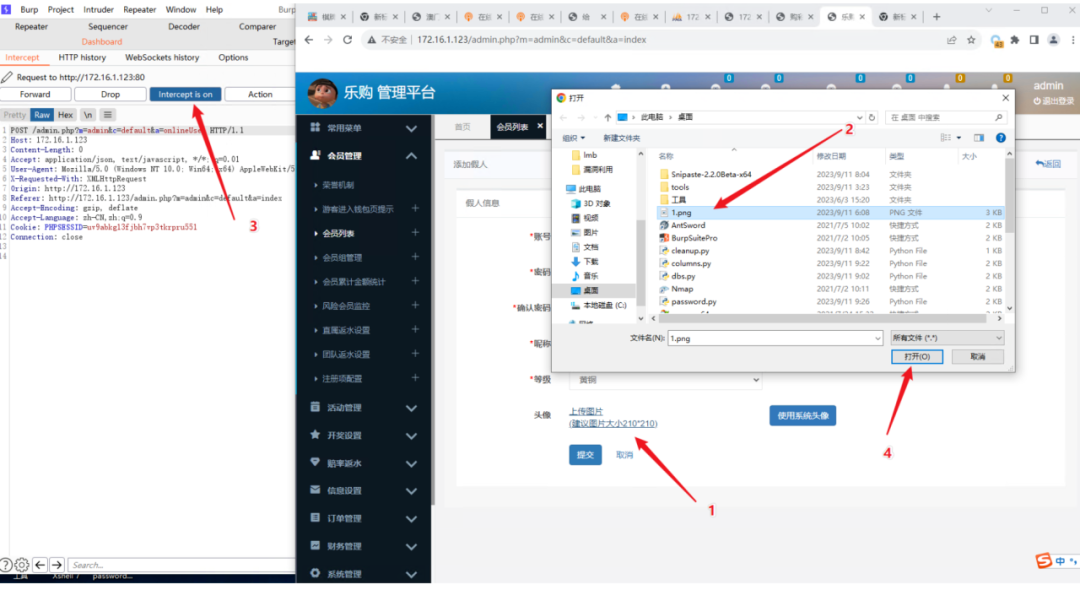 Burp Project Intruder Repeater Window Help Burp
Repeater Sequencer Decoder Comparer
Dashboard Target
Intercept HTTP history WebSockets history Options
Request to http://172.16.1.123:80
Forward Drop Intercept is on Action
Pretty Raw Hex \n
1 POST /admin.php?m=admin&c=default&a=onlineUser HTTP/1.1
2 Host: 172.16.1.123
3 Content-Length: 0
4 Accept: application/json, text/javascript, */*; q=0.01
5 User-Agent: Mozilla/5.0 (Windows NT 10.0; Win64; x64) AppleWebKit/5
6 X-Requested-With: XMLHttpRequest
7 Origin: http://172.16.1.123
8 Referer: http://172.16.1.123/admin.php?m=admin&c=default&a=index
9 Accept-Encoding: gzip, deflate
10 Accept-Language: zh-CN,zh;q=0.9
11 Cookie: PHPSESSID=uv9abkg13fjbh7vp3tkrpru551
12 Connection: close
13
14
3
Search...
工具 Xshell 7 password...
172 172
不安全 172.16.1.123/admin.php?m=admin&c=default&a=index
乐购 管理平台
0 0 0 0 0 0
admin
退出登录
常用菜单
会员管理
荣誉机制
游客进入钱包页提示
会员列表
会员组管理
会员累计金额统计
风险会员监控
直属返水设置
团队返水设置
注册项配置
活动管理
开奖设置
赔率返水
信息设置
订单管理
财务管理
系统管理
首页 会员列表
添加假人 返回
假人信息
*账号
*密码
*确认密码
*昵称
*等级 黄铜
头像 上传图片
(建议图片大小210*210)
使用系统头像
提交 取消
1
打开
此电脑 桌面 在 桌面 中搜索
2
组织 新建文件夹
lmb
漏洞利用
此电脑
3D 对象
视频
图片
文档
下载
音乐
桌面
本地磁盘 (C:)
名称 修改日期 类型 大小
Snipaste-2.2.0Beta-x64 2023/9/11 8:04 文件夹
tools 2023/9/11 3:23 文件夹
工具 2023/6/3 15:20 文件夹
1.png 2023/9/11 6:08 PNG 文件 3 KB
AntSword 2021/7/5 10:02 快捷方式 2 KB
BurpSuitePro 2021/7/2 10:05 快捷方式 2 KB
cleanup.py 2023/9/11 8:42 Python File 1 KB
columns.py 2023/9/11 9:22 Python File 2 KB
dbs.py 2023/9/11 9:02 Python File 2 KB
Nmap 2021/7/2 10:11 快捷方式 2 KB
password.py 2023/9/11 9:26 Python File 2 KB
文件名(N): 1.png 所有文件 (*.*)
打开(O) 取消
4
中